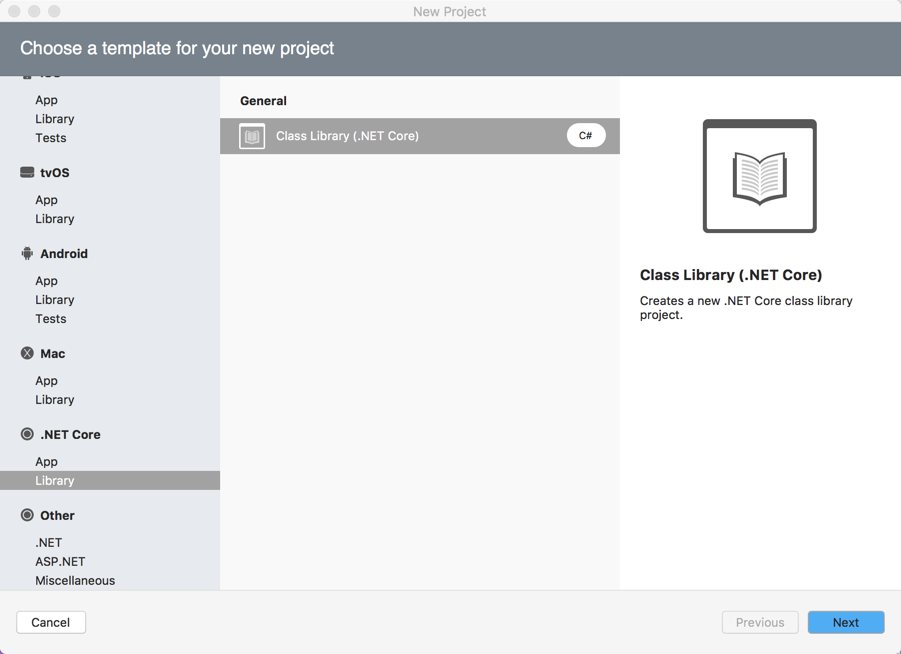 New Project
Choose a template for your new project
App
Library
Tests
tvOS
App
Library
Android
App
Library
Tests
Mac
App
Library
.NET Core
App
Library
Other
.NET
ASP.NET
Miscellaneous
General
Class Library (.NET Core)
C#
Class Library (.NET Core)
Creates a new .NET Core class library
project.
Cancel
Previous
Next